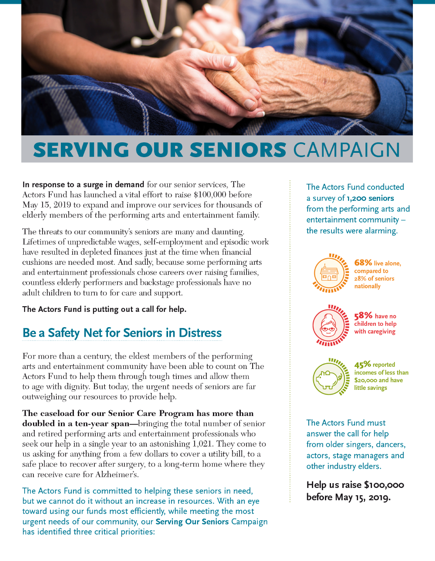 SERVING OUR SENIORS CAMPAIGN
In response to a surge in demand for our senior services, The
Actors Fund has launched a vital effort to raise $100,000 before
May 15, 2019 to expand and improve our services for thousands of
elderly members of the performing arts and entertainment family.
The threats to our community's seniors are many and daunting.
Lifetimes of unpredictable wages, self-employment and episodic work
have resulted in depleted finances just at the time when financial
cushions are needed most. And sadly, because some performing arts
and entertainment professionals chose careers over raising families,
countless elderly performers and backstage professionals have no
adult children to turn to for care and support.
The Actors Fund is putting out a call for help.
Be a Safety Net for Seniors in Distress
For more than a century, the eldest members of the performing
arts and entertainment community have been able to count on The
Actors Fund to help them through tough times and allow them
to age with dignity. But today, the urgent needs of seniors are far
outweighing our resources to provide help.
The caseload for our Senior Care Program has more than
doubled in a ten-year span—bringing the total number of senior
and retired performing arts and entertainment professionals who
seek our help in a single year to an astonishing 1,021. They come to
us asking for anything from a few dollars to cover a utility bill, to a
safe place to recover after surgery, to a long-term home where they
can receive care for Alzheimer's.
The Actors Fund is committed to helping these seniors in need,
but we cannot do it without an increase in resources. With an eye
toward using our funds most efficiently, while meeting the most
urgent needs of our community, our Serving Our Seniors Campaign
has identified three critical priorities:
The Actors Fund conducted
a survey of 1,200 seniors
from the performing arts and
entertainment community –
the results were alarming.
68% live alone,
compared to
28% of seniors
nationally
58% have no
children to help
with caregiving
45% reported
incomes of less than
$20,000 and have
little savings
The Actors Fund must
answer the call for help
from older singers, dancers,
actors, stage managers and
other industry elders.
Help us raise $100,000
before May 15, 2019.